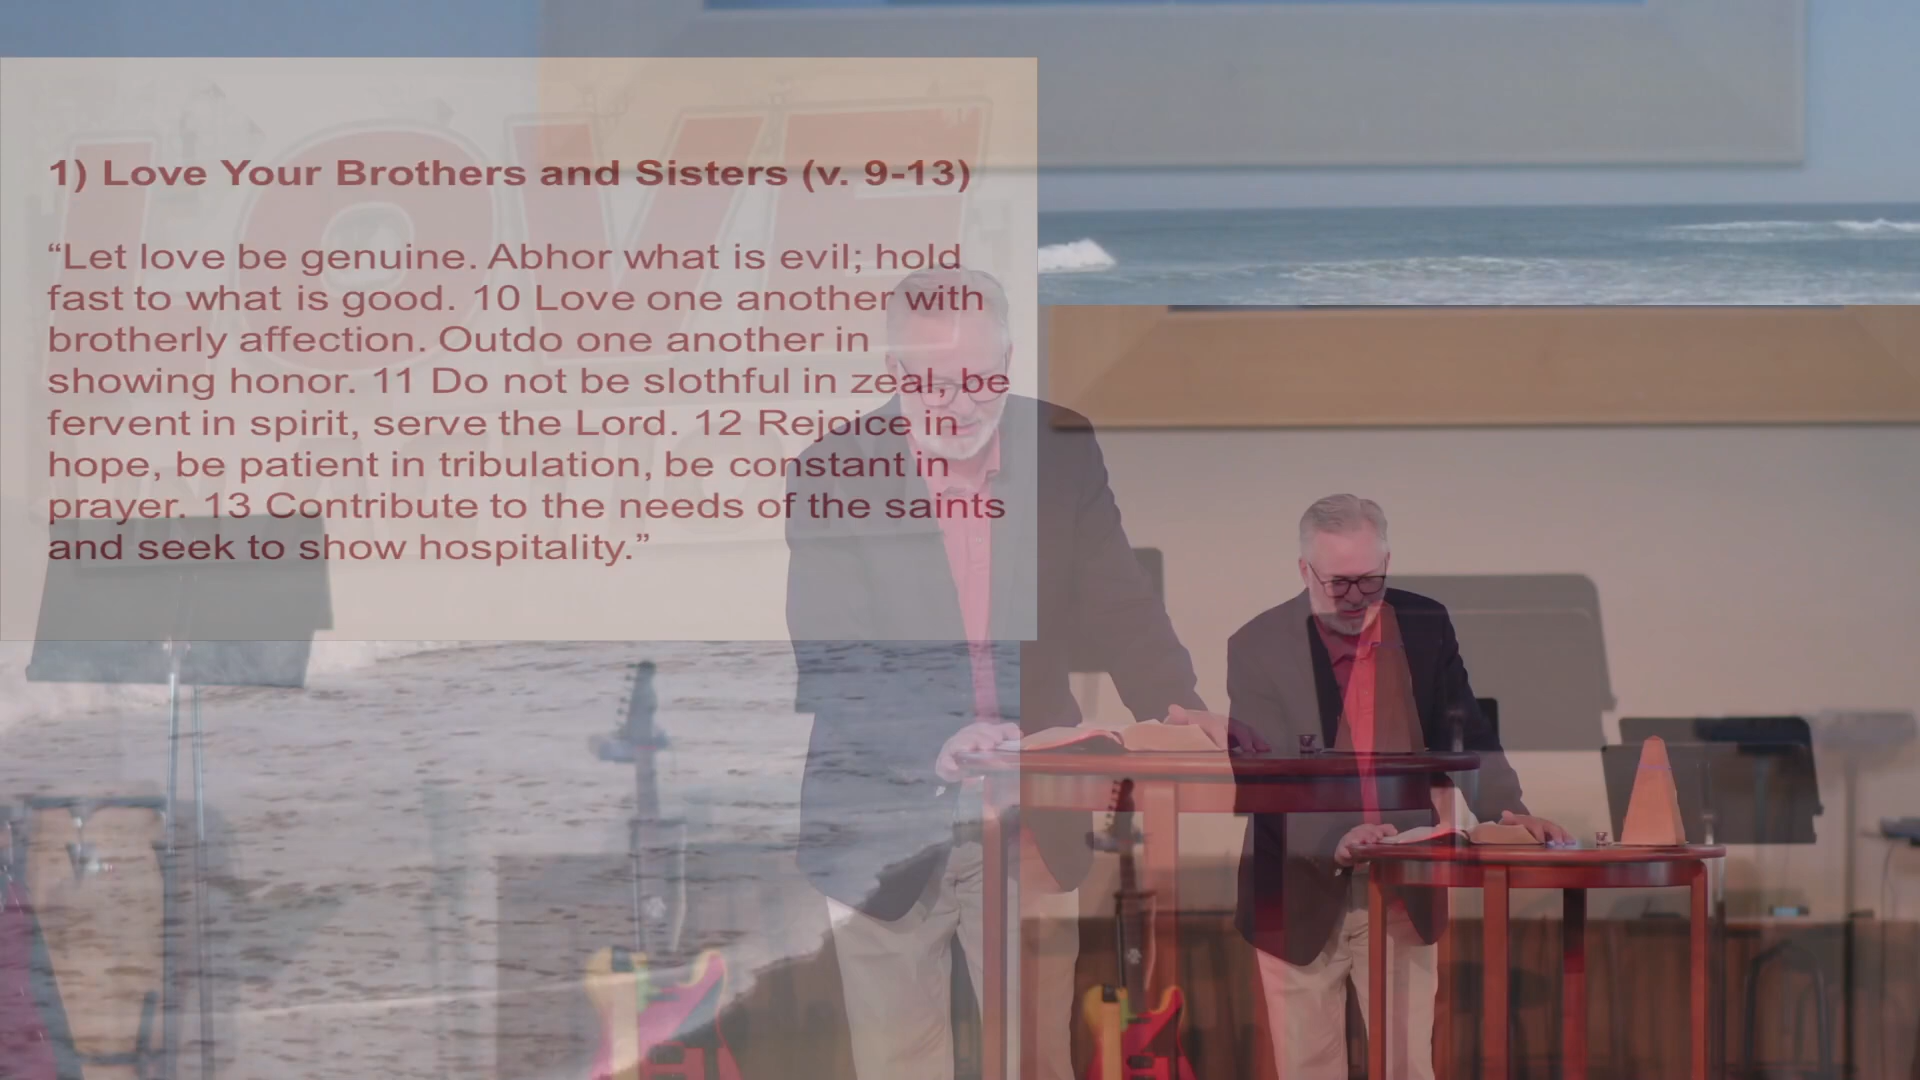 1) Love Your Brothers and Sisters (v. 9-13)
“Let love be genuine. Abhor what is evil; hold
fast to what is good. 10 Love one another with
brotherly affection. Outdo one another in
showing honor. 11 Do not be slothful in zeal, be
fervent in spirit, serve the Lord. 12 Rejoice in
hope, be patient in tribulation, be constant in
prayer. 13 Contribute to the needs of the saints
and seek to show hospitality.”
LOVE